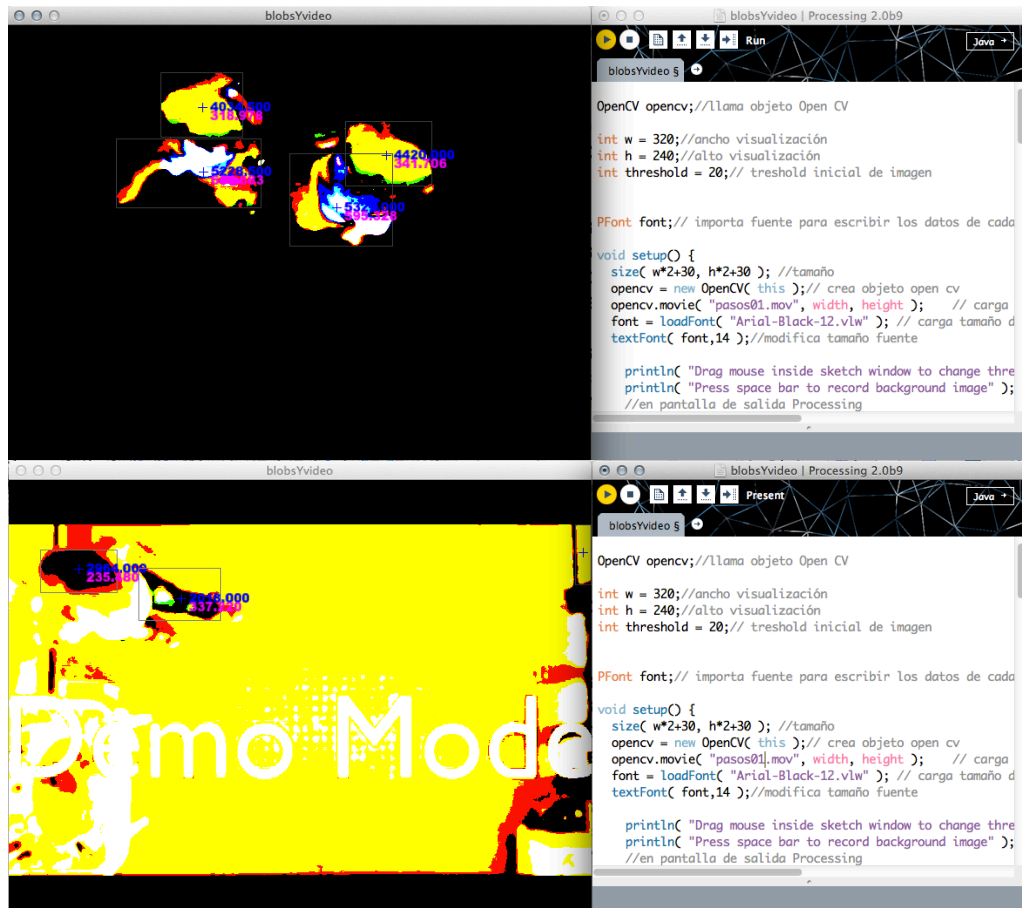 blobsYvideo
blobsYvideo | Processing 2.0b9
Run
Java
blobsYvideo §
4034,500
318.978
5228,500
4420,000
341.706
595.328
OpenCV opencv;//llama objeto Open CV
int w = 320;//ancho visualización
int h = 240;//alto visualización
int threshold = 20;// treshold inicial de imagen
PFont font;// importa fuente para escribir los datos de cada
void setup() {
size( w*2+30, h*2+30 ); //tamaño
opencv = new OpenCV( this );// crea objeto open cv
opencv.movie( "pasos01.mov", width, height ); // carga
font = loadFont( "Arial-Black-12.vlw" ); // carga tamaño d
textFont( font,14 );//modifica tamaño fuente
println( "Drag mouse inside sketch window to change thre
println( "Press space bar to record background image" );
//en pantalla de salida Processing
blobsYvideo
blobsYvideo | Processing 2.0b9
Present
Java
blobsYvideo §
Demo Mode
OpenCV opencv;//llama objeto Open CV
int w = 320;//ancho visualización
int h = 240;//alto visualización
int threshold = 20;// treshold inicial de imagen
PFont font;// importa fuente para escribir los datos de cada
void setup() {
size( w*2+30, h*2+30 ); //tamaño
opencv = new OpenCV( this );// crea objeto open cv
opencv.movie( "pasos01.mov", width, height ); // carga
font = loadFont( "Arial-Black-12.vlw" ); // carga tamaño d
textFont( font,14 );//modifica tamaño fuente
println( "Drag mouse inside sketch window to change thre
println( "Press space bar to record background image" );
//en pantalla de salida Processing